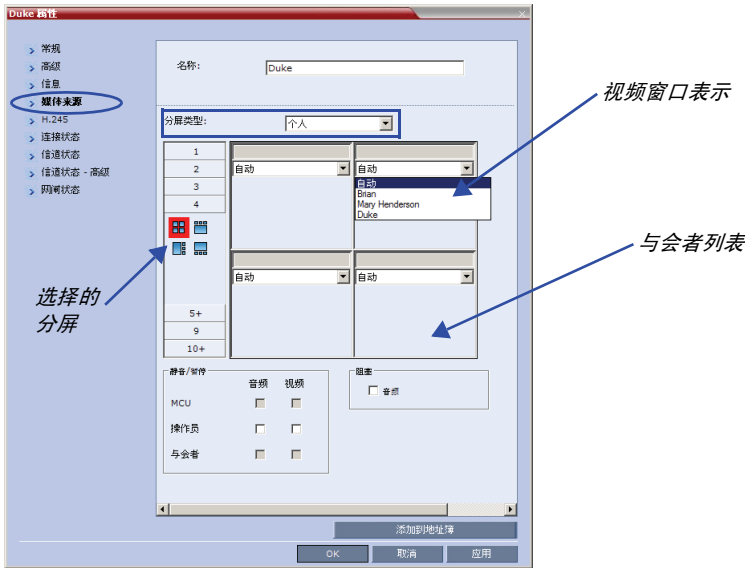 Duke 属性
常规
高级
信息
媒体来源
H.245
连接状态
信道状态
信道状态 - 高级
网闸状态
名称:
Duke
分屏类型:
个人
1
2
3
4
5+
9
10+
自动
自动
自动
Brian
Mary Henderson
Duke
自动
自动
静音/暂停
音频 视频
MCU
操作员
与会者
阻塞
音频
添加到地址簿
OK 取消 应用
视频窗口表示
与会者列表
选择的
分屏